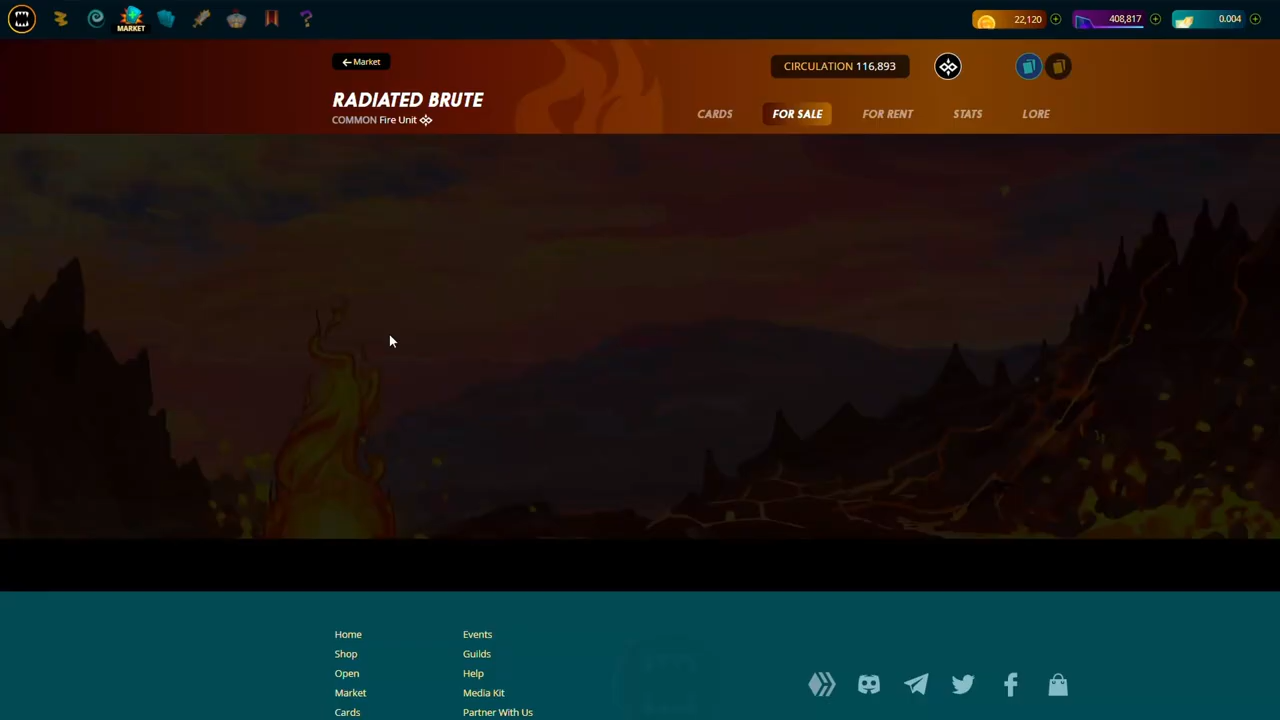 MARKET
22,120
408,817
0.004
Market
CIRCULATION 116,893
RADIATED BRUTE
COMMON Fire Unit
CARDS
FOR SALE
FOR RENT
STATS
LORE
Home
Events
Shop
Guilds
Open
Help
Market
Media Kit
Cards
Partner With Us